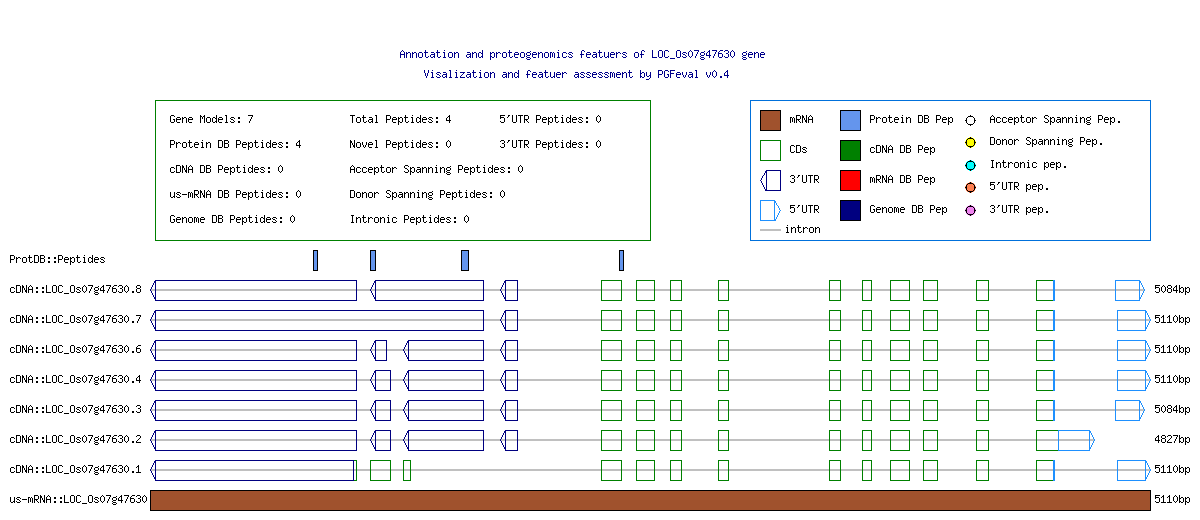 Annotation and proteogenomics featuers of LOC_Os07g47630 gene
Visalization and featuer assessment by PGFeval v0.4
Gene Models: 7 Total Peptides: 4 5'UTR Peptides: 0
Protein DB Peptides: 4 Novel Peptides: 0 3'UTR Peptides: 0
cDNA DB Peptides: 0 Acceptor Spanning Peptides: 0
us-mRNA DB Peptides: 0 Donor Spanning Peptides: 0
Genome DB Peptides: 0 Intronic Peptides: 0
mRNA Protein DB Pep Acceptor Spanning Pep.
CDs cDNA DB Pep Donor Spanning Pep.
3'UTR mRNA DB Pep Intronic pep.
5'UTR Genome DB Pep 5'UTR pep.
intron 3'UTR pep.
ProtDB::Peptides
cDNA::LOC_Os07g47630.8 5084bp
cDNA::LOC_Os07g47630.7 5110bp
cDNA::LOC_Os07g47630.6 5110bp
cDNA::LOC_Os07g47630.4 5110bp
cDNA::LOC_Os07g47630.3 5084bp
cDNA::LOC_Os07g47630.2 4827bp
cDNA::LOC_Os07g47630.1 5110bp
us-mRNA::LOC_Os07g47630 5110bp